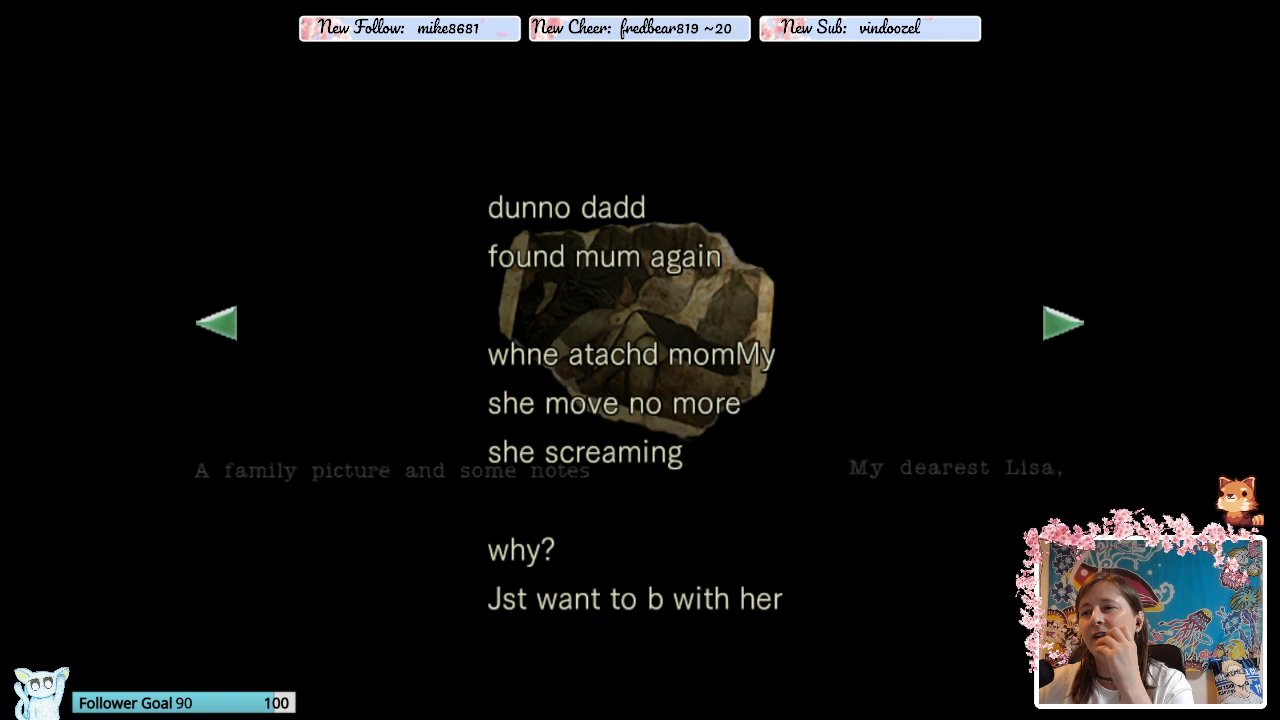 New Follow: mike8681
New Cheer: fredbear819 ~20
New Sub: vindoozel
dunno dadd
found mum again
whne atachd momMy
she move no more
she screaming
A family picture and some notes
My dearest Lisa,
why?
Jst want to b with her
Follower Goal 90
100